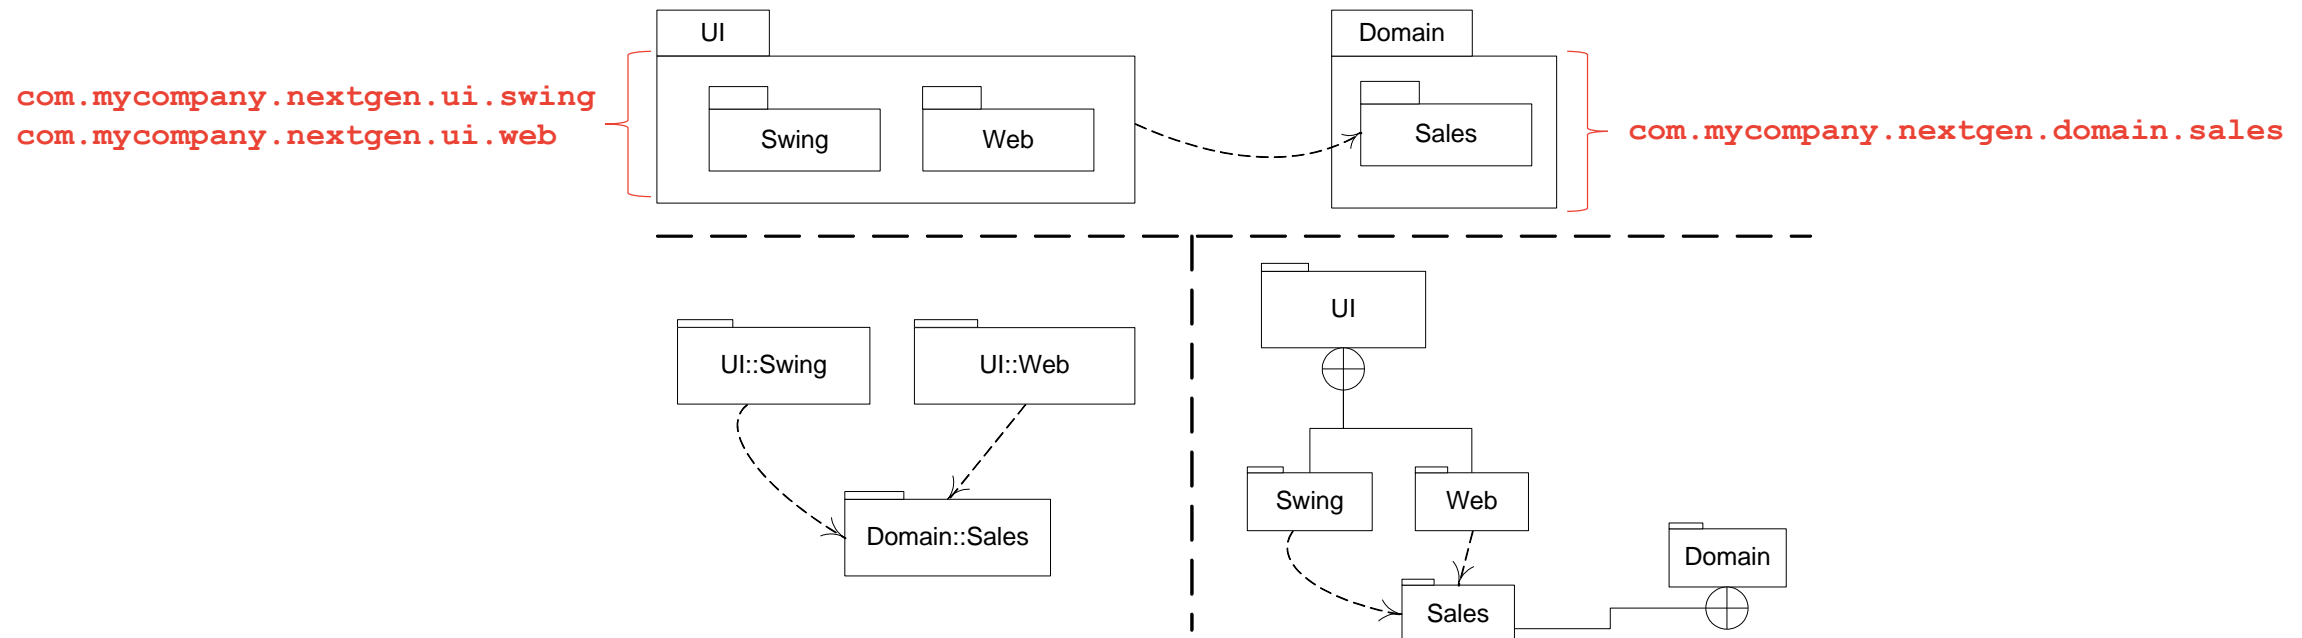 UI
Domain
com.mycompany.nextgen.ui.swing
com.mycompany.nextgen.ui.web
Swing
Web
Sales
com.mycompany.nextgen.domain.sales
UI::Swing
UI::Web
Domain::Sales
UI
Swing
Web
Domain
Sales